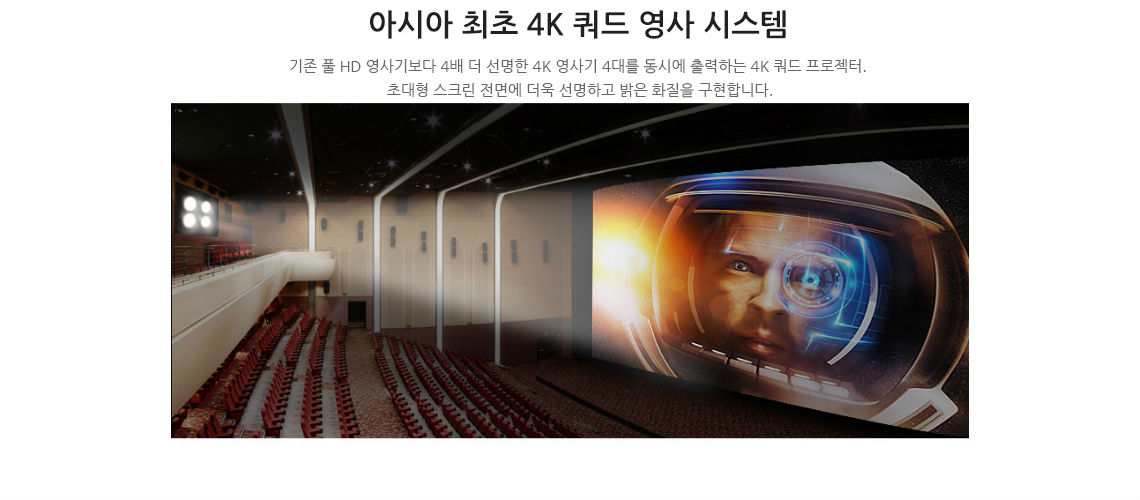 아시아 최초 4K 쿼드 영사 시스템
기존 풀 HD 영사기보다 4배 더 선명한 4K 영사기 4대를 동시에 출력하는 4K 쿼드 프로젝터.
초대형 스크린 전면에 더욱 선명하고 밝은 화질을 구현합니다.